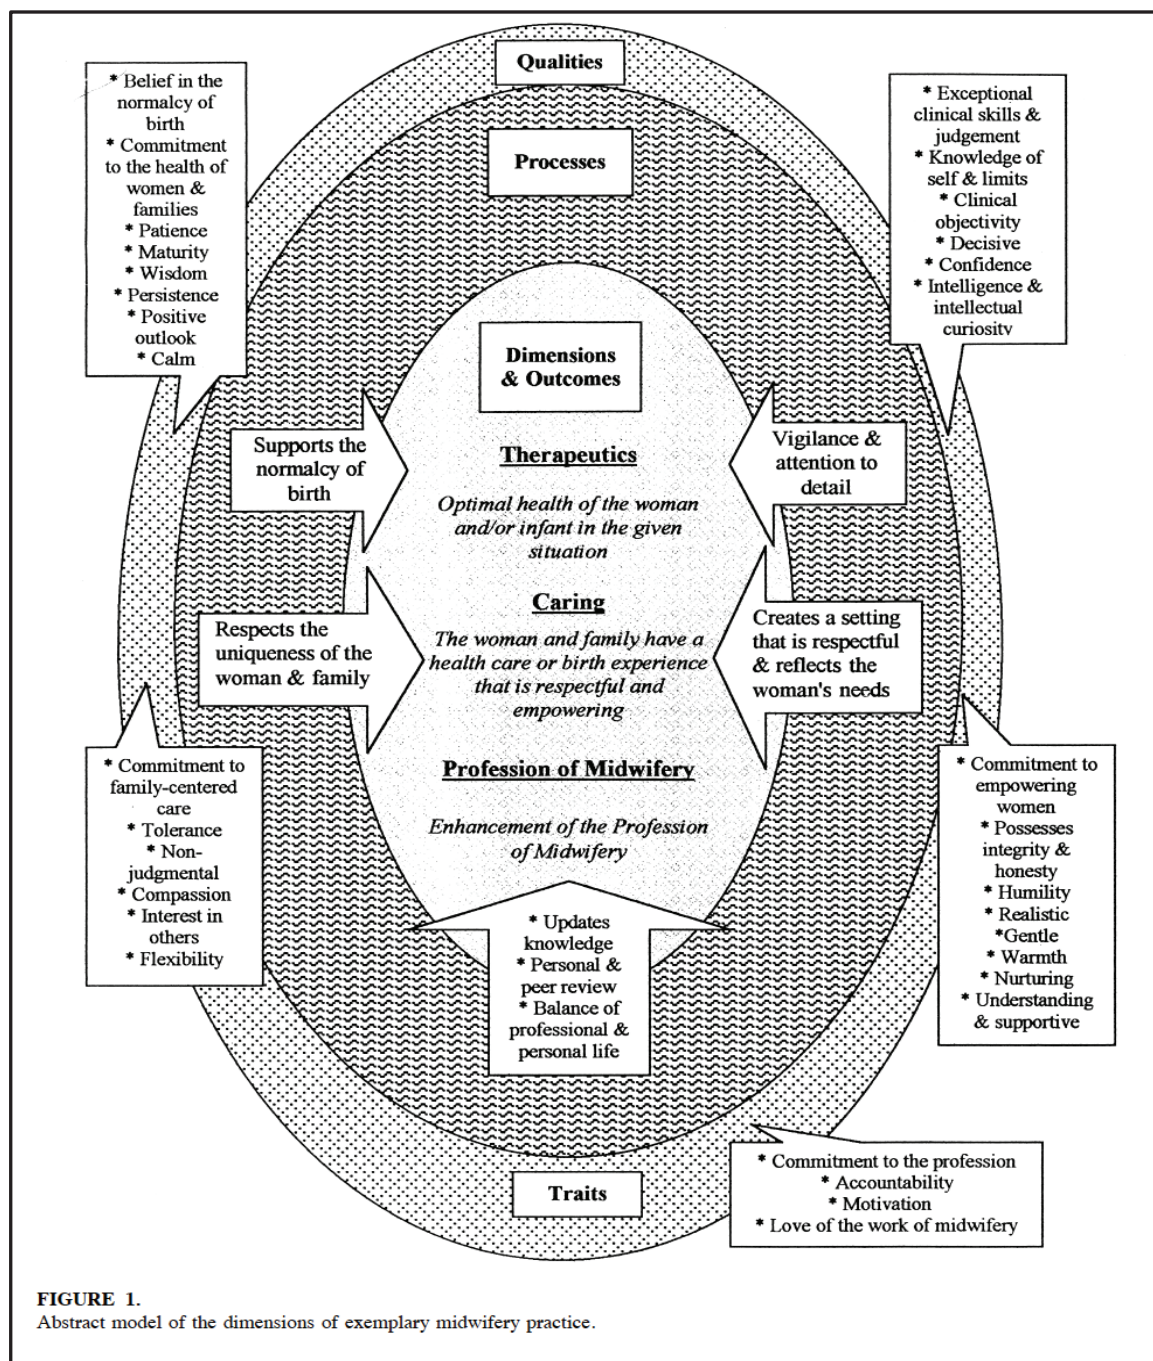 Qualities
Processes
* Belief in the
normalcy of
birth
* Commitment
to the health of
women &
families
* Patience
* Maturity
* Wisdom
* Persistence
* Positive
outlook
* Calm
* Exceptional
clinical skills &
judgement
* Knowledge of
self & limits
* Clinical
objectivity
* Decisive
* Confidence
* Intelligence &
intellectual
curiosity
Dimensions
& Outcomes
Supports the
normalcy of
birth
Therapeutics
Optimal health of the woman
and/or infant in the given
situation
Vigilance &
attention to
detail
Respects the
uniqueness of the
woman & family
Caring
The woman and family have a
health care or birth experience
that is respectful and
empowering
Creates a setting
that is respectful
& reflects the
woman's needs
Profession of Midwifery
Enhancement of the Profession
of Midwifery
* Commitment to
family-centered
care
* Tolerance
* Non-
judgmental
* Compassion
* Interest in
others
* Flexibility
* Updates
knowledge
* Personal &
peer review
* Balance of
professional &
personal life
* Commitment to
empowering
women
* Possesses
integrity &
honesty
* Humility
* Realistic
*Gentle
* Warmth
* Nurturing
* Understanding
& supportive
Traits
* Commitment to the profession
* Accountability
* Motivation
* Love of the work of midwifery
FIGURE 1.
Abstract model of the dimensions of exemplary midwifery practice.